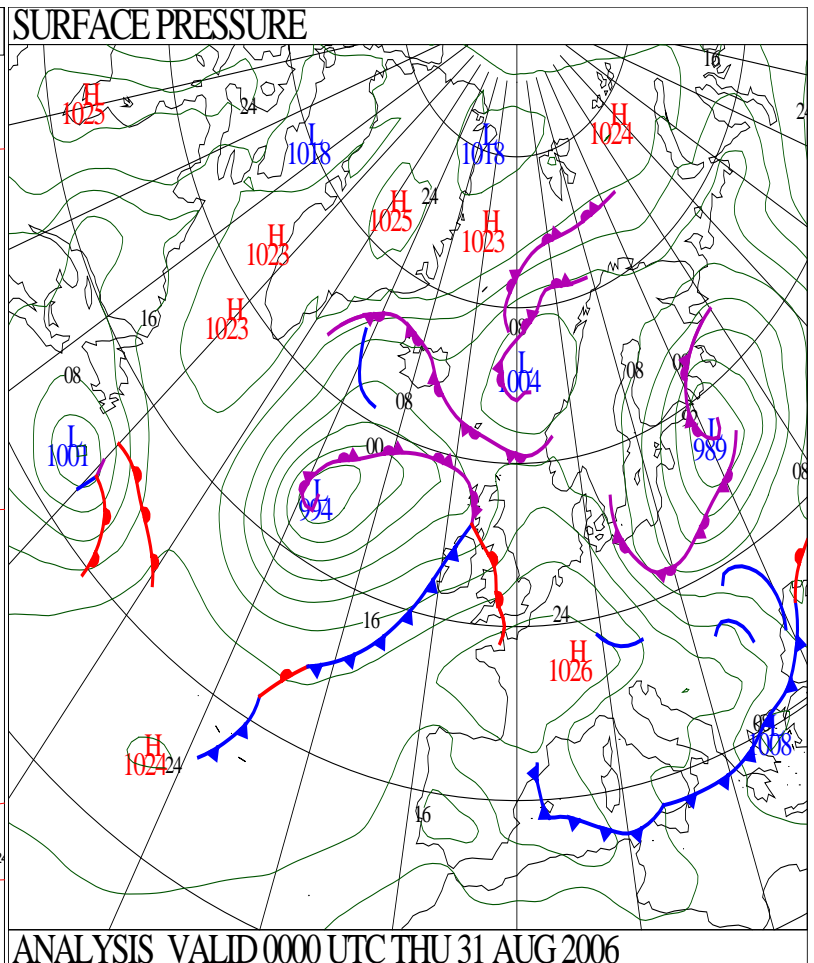 SURFACE PRESSURE
16
H
1025
24
H
1024
L
1018
L
1018
H
1025
24
H
1023
H
1023
H
1023
16
08
08
L
1004
08
08
L
1001
00
L
989
L
994
08
16
24
H
1026
H
1024
24
L
1008
16
ANALYSIS VALID 0000 UTC THU 31 AUG 2006